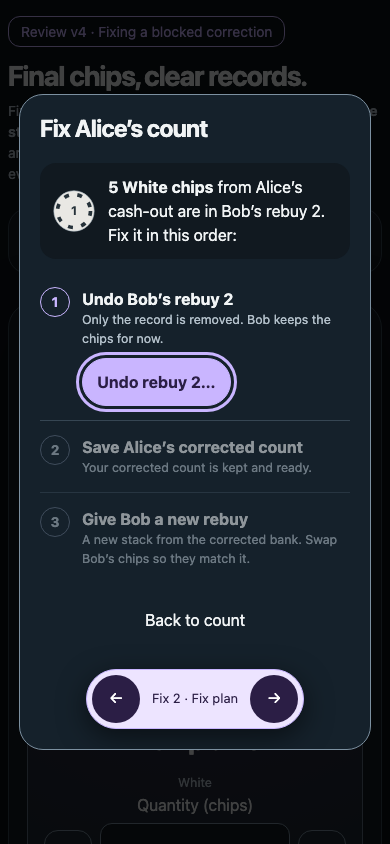 Review v4 · Fixing a blocked correction
Final chips, clear records.
Fix Alice’s count
1
5 White chips from Alice’s
cash-out are in Bob’s rebuy 2.
Fix it in this order:
1
Undo Bob’s rebuy 2
Only the record is removed. Bob keeps the
chips for now.
Undo rebuy 2…
2
Save Alice’s corrected count
Your corrected count is kept and ready.
3
Give Bob a new rebuy
A new stack from the corrected bank. Swap
Bob’s chips so they match it.
Back to count
← Fix 2 · Fix plan →
White
Quantity (chips)